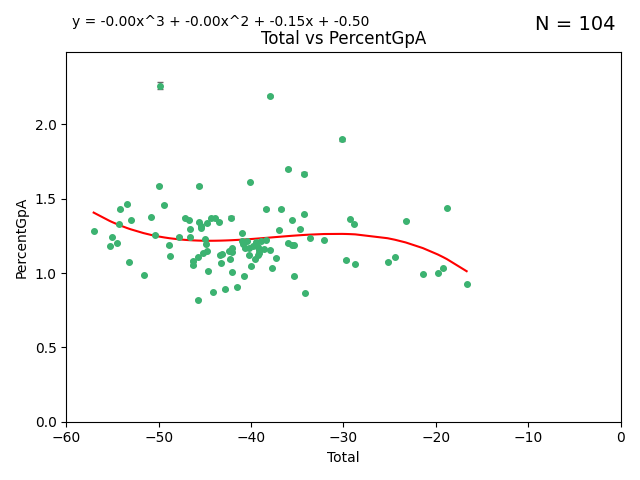 y = -0.00x^3 + -0.00x^2 + -0.15x + -0.50
N = 104
Total vs PercentGpA
PercentGpA
2.0
1.5
1.0
0.5
0.0
−60 −50 −40 −30 −20 −10 0
Total